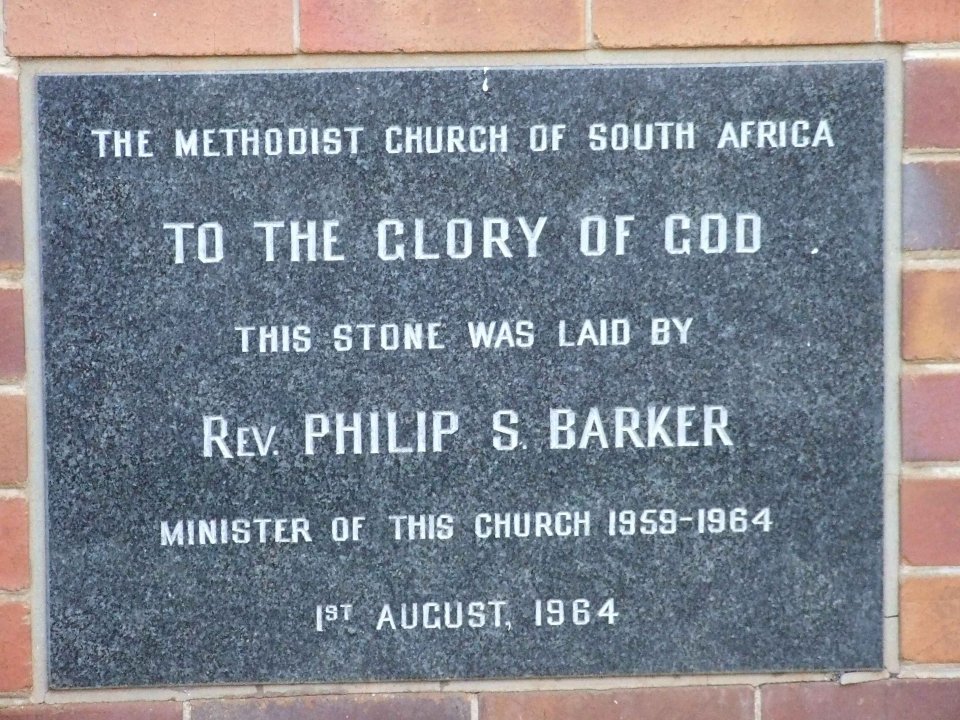 THE METHODIST CHURCH OF SOUTH AFRICA
TO THE GLORY OF GOD
THIS STONE WAS LAID BY
REV. PHILIP S. BARKER
MINISTER OF THIS CHURCH 1959-1964
1ST AUGUST, 1964